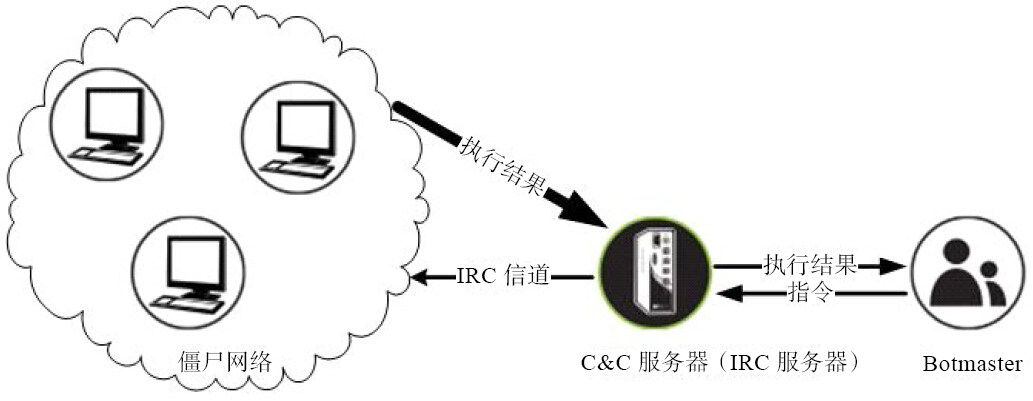 执行结果
IRC 信道
执行结果
指令
僵尸网络
C&C 服务器（IRC 服务器）
Botmaster